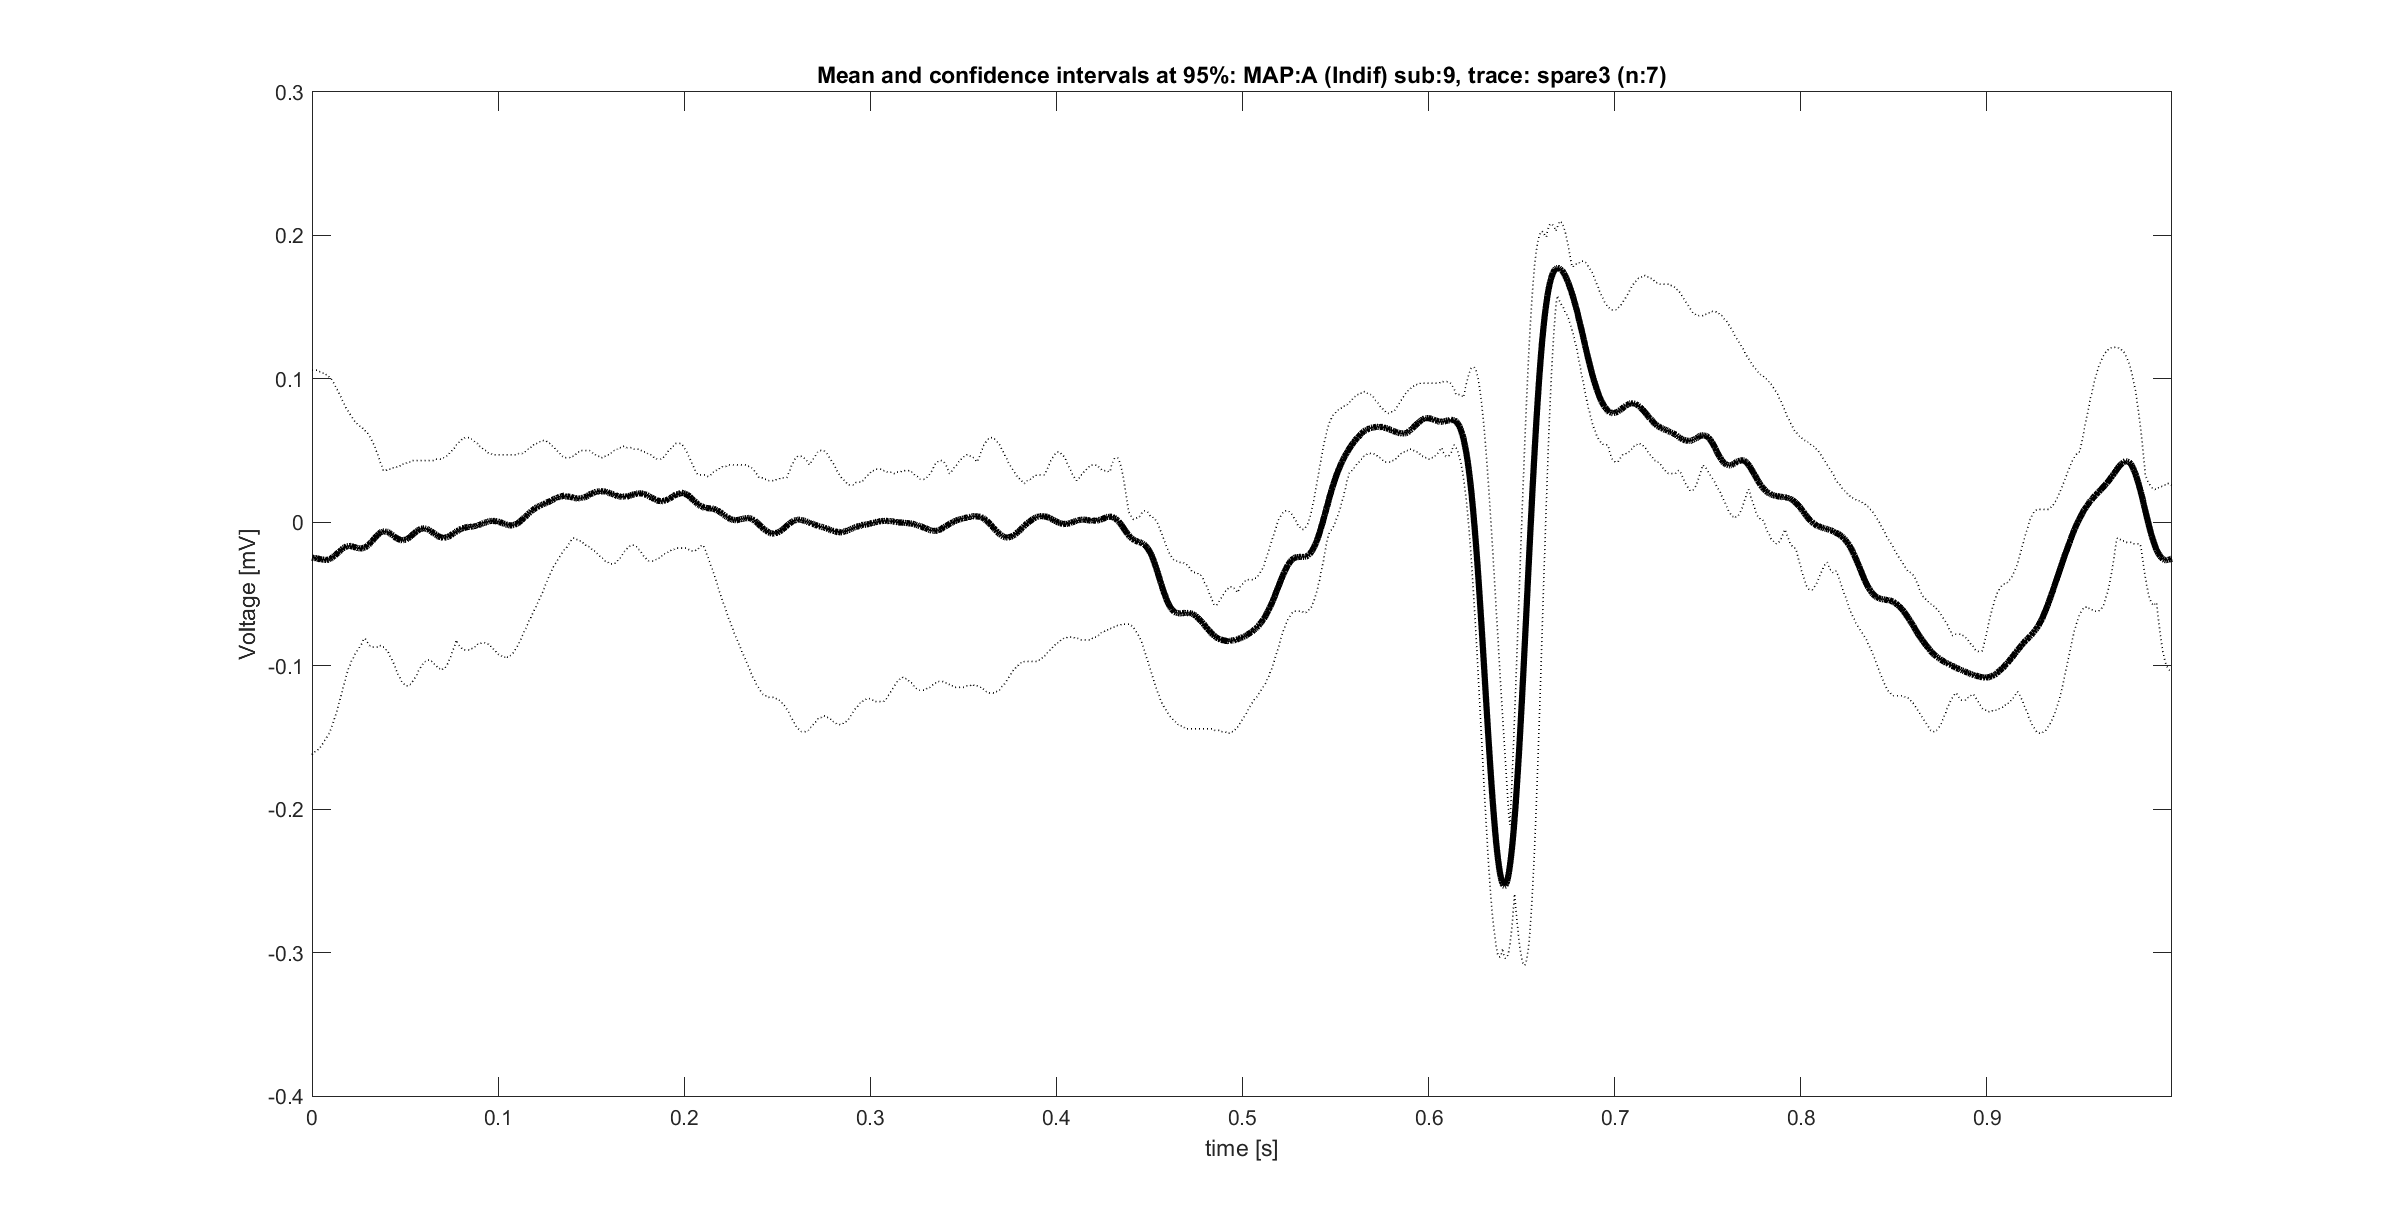 Mean and confidence intervals at 95%: MAP:A (Indif) sub:9, trace: spare3 (n:7)
0.3
0.2
0.1
0
-0.1
-0.2
-0.3
-0.4
Voltage [mV]
0 0.1 0.2 0.3 0.4 0.5 0.6 0.7 0.8 0.9
time [s]